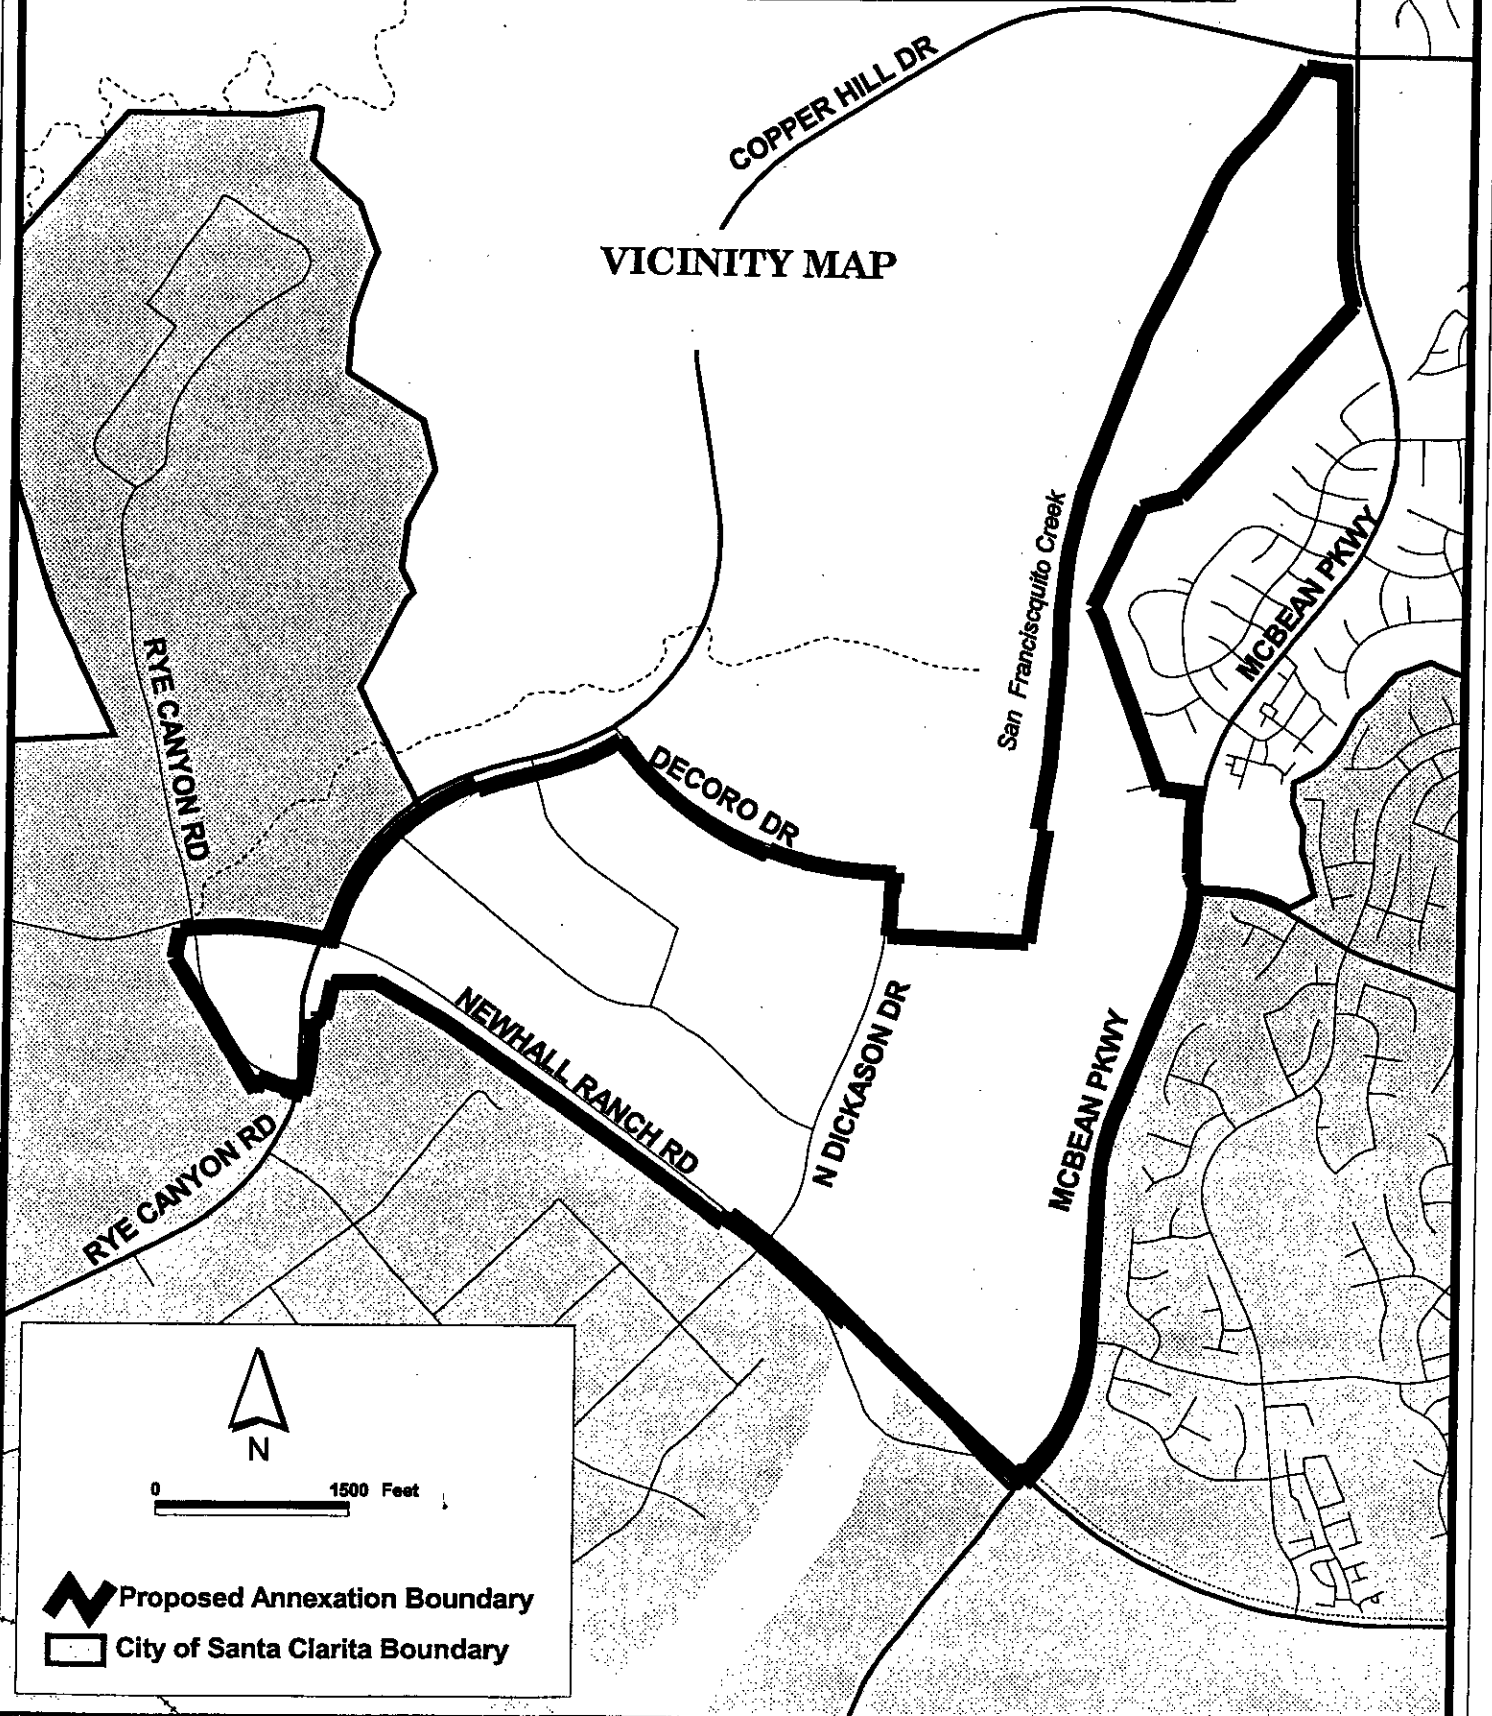 COPPER HILL DR
VICINITY MAP
San Franciscquito Creek
MCBEAN PKWY
RYE CANYON RD
DECORO DR
NEWHALL RANCH RD
N DICKASON DR
MCBEAN PKWY
RYE CANYON RD
N
0 1500 Feet
Proposed Annexation Boundary
City of Santa Clarita Boundary